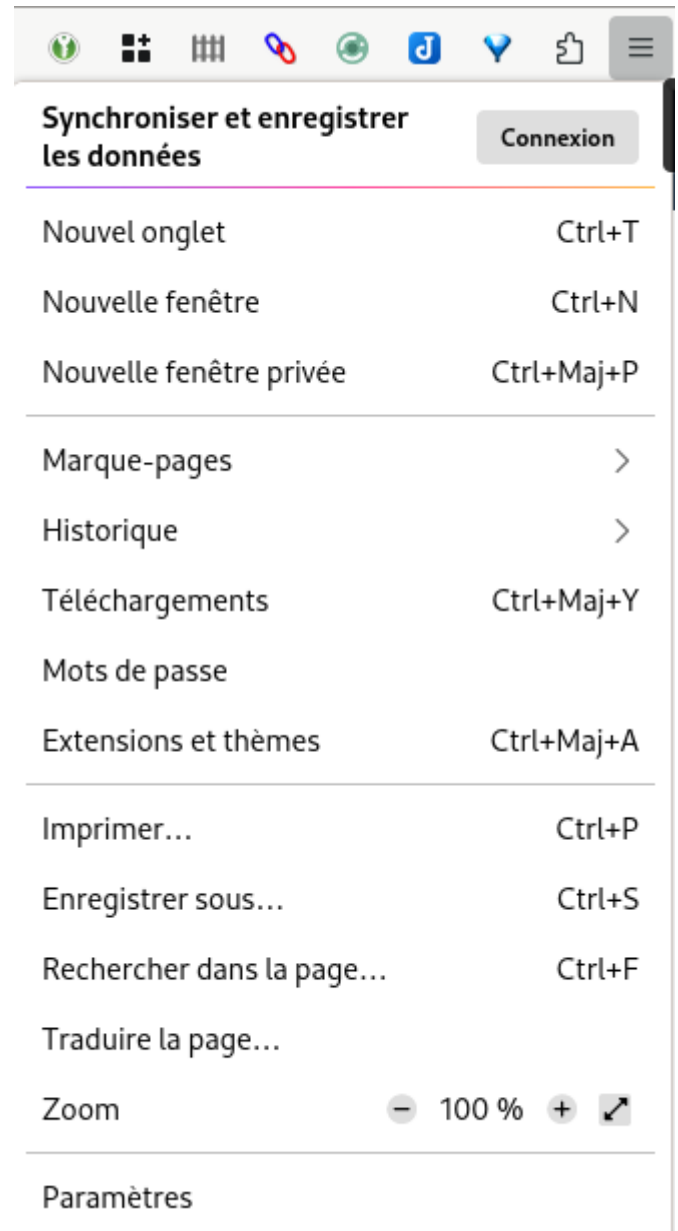 Synchroniser et enregistrer
les données
Connexion
Nouvel onglet Ctrl+T
Nouvelle fenêtre Ctrl+N
Nouvelle fenêtre privée Ctrl+Maj+P
Marque-pages
Historique
Téléchargements Ctrl+Maj+Y
Mots de passe
Extensions et thèmes Ctrl+Maj+A
Imprimer… Ctrl+P
Enregistrer sous… Ctrl+S
Rechercher dans la page… Ctrl+F
Traduire la page…
Zoom 100 %
Paramètres